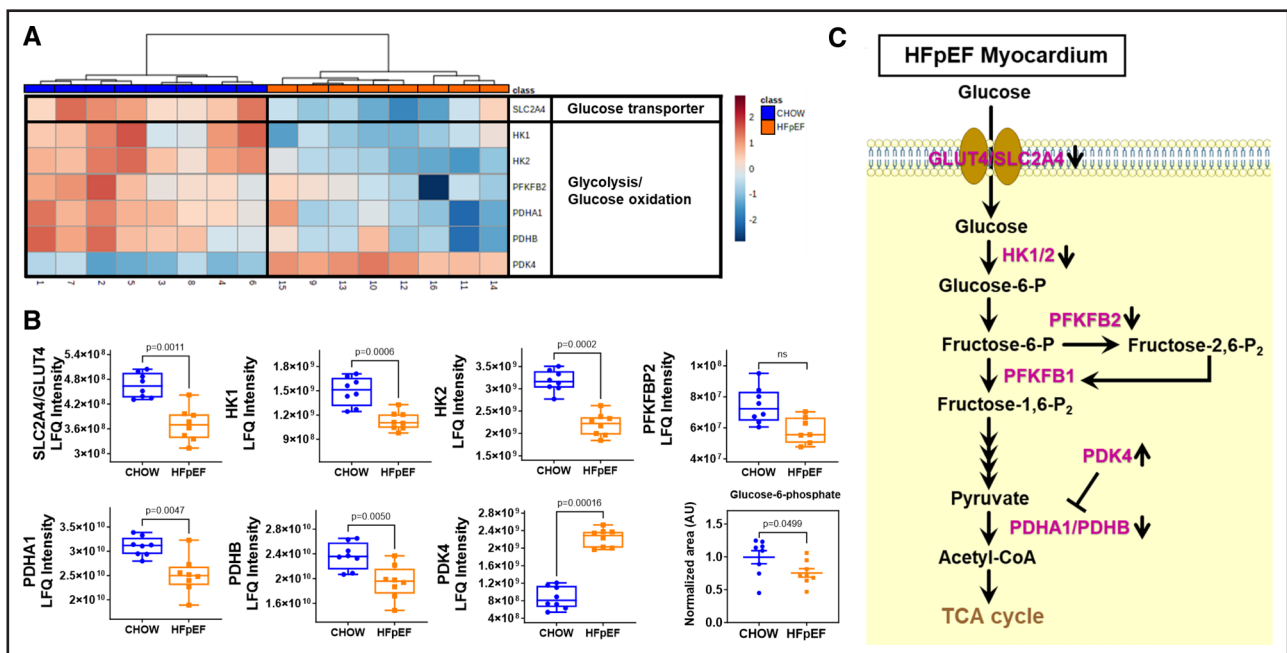 A
class
SLC2A4
Glucose transporter
HK1
HK2
PFKFB2
PDHA1
PDHB
PDK4
Glycolysis/
Glucose oxidation
class
CHOW
HFpEF
2
1
0
-1
-2
1
7
2
5
3
8
4
6
15
9
13
10
12
16
11
14
B
SLC2A4/GLUT4
LFQ Intensity
5.4×10⁸
4.8×10⁸
3.6×10⁸
3×10⁸
p=0.0011
CHOW HFpEF
HK1
LFQ Intensity
1.8×10⁹
1.5×10⁹
1.2×10⁹
9×10⁸
p=0.0006
CHOW HFpEF
HK2
LFQ Intensity
3.5×10⁹
3×10⁹
2.5×10⁹
2×10⁹
1.5×10⁹
p=0.0002
CHOW HFpEF
PFKFBP2
LFQ Intensity
1×10⁸
8×10⁷
6×10⁷
4×10⁷
ns
CHOW HFpEF
PDHA1
LFQ Intensity
3.5×10¹⁰
3×10¹⁰
2.5×10¹⁰
2×10¹⁰
p=0.0047
CHOW HFpEF
PDHB
LFQ Intensity
2.8×10¹⁰
2.4×10¹⁰
2×10¹⁰
1.6×10¹⁰
p=0.0050
CHOW HFpEF
PDK4
LFQ Intensity
2.8×10⁹
2.4×10⁹
2×10⁹
1.6×10⁹
1.2×10⁹
8×10⁸
4×10⁸
p=0.00016
CHOW HFpEF
Glucose-6-phosphate
Normalized area (AU)
1.5
1.0
0.5
0.0
p=0.0499
CHOW HFpEF
C
HFpEF Myocardium
Glucose
GLUT4/SLC2A4
Glucose
HK1/2
Glucose-6-P
PFKFB2
Fructose-6-P
Fructose-2,6-P₂
PFKFB1
Fructose-1,6-P₂
PDK4
Pyruvate
PDHA1/PDHB
Acetyl-CoA
TCA cycle